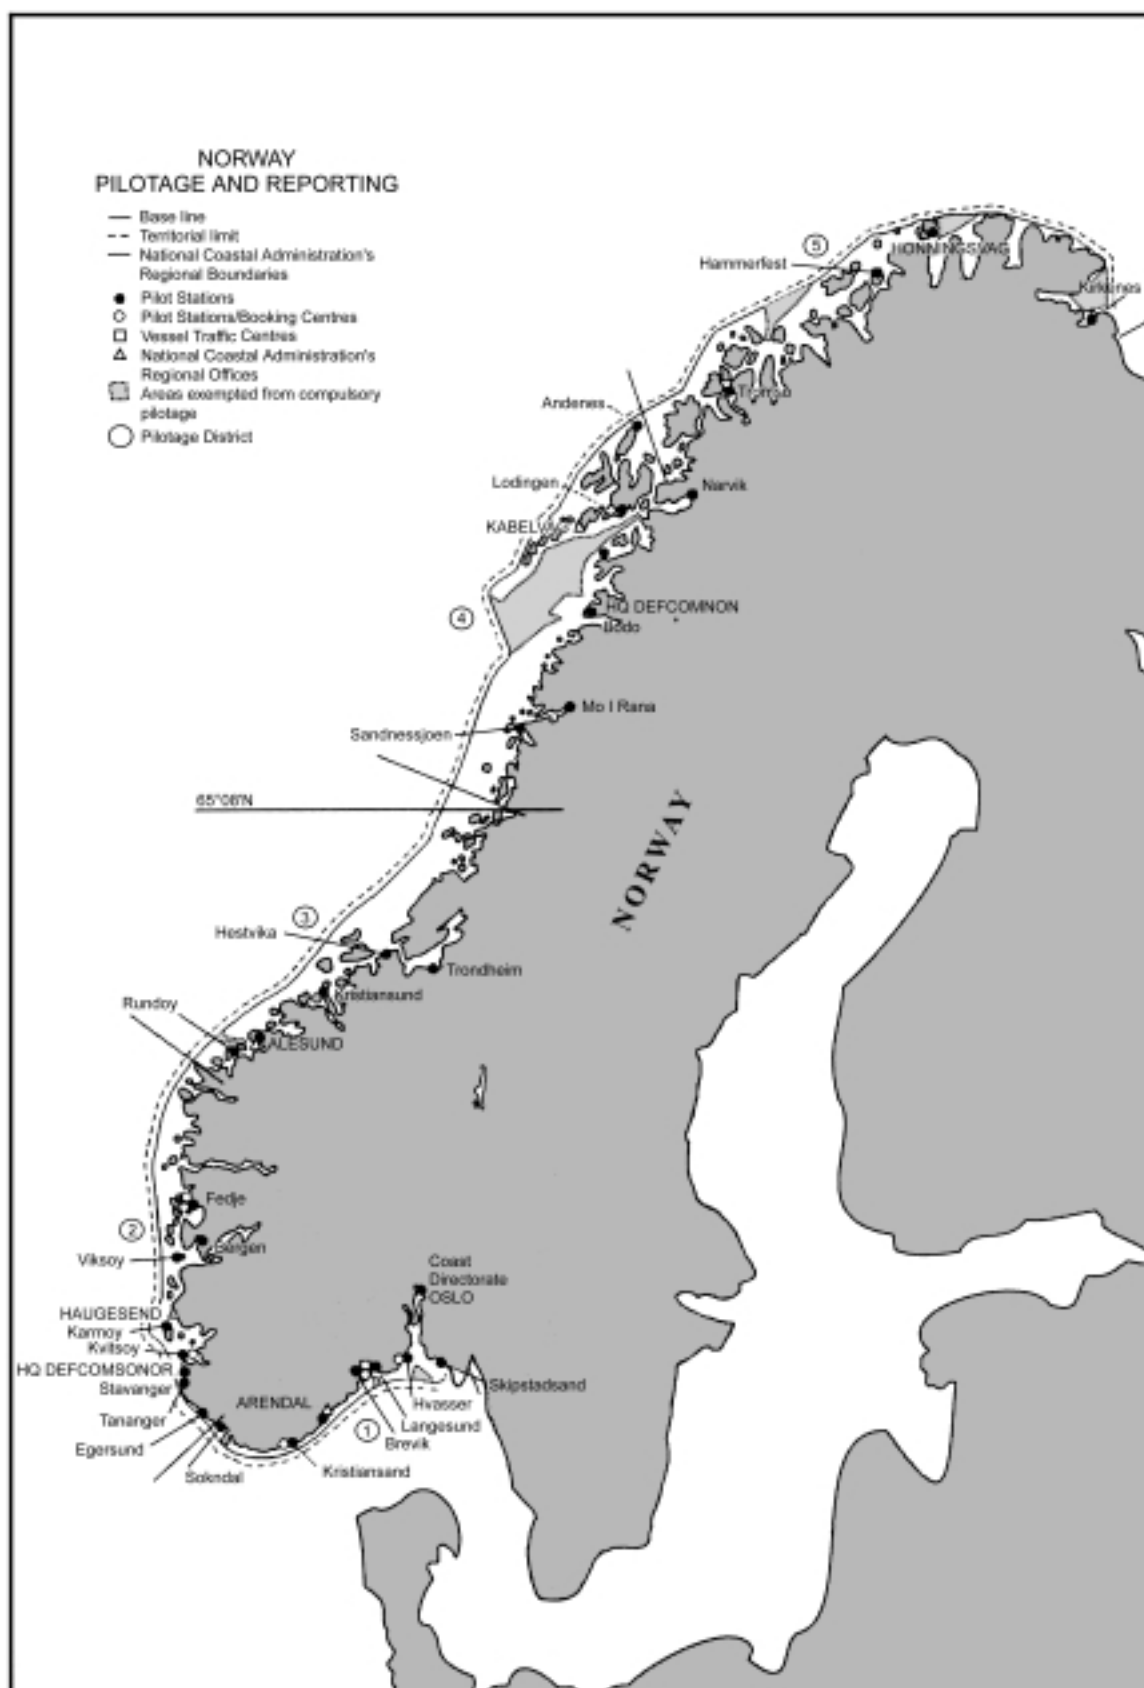 NORWAY
PILOTAGE AND REPORTING
Base line
Territorial limit
National Coastal Administration's
Regional Boundaries
Pilot Stations
Pilot Stations/Booking Centres
Vessel Traffic Centres
National Coastal Administration's
Regional Offices
Areas exempted from compulsory
pilotage
Pilotage District
5
HONNINGSVAG
Hammerfest
Kirkenes
Tromso
Andenes
Lodingen
Narvik
KABELVAG
4
HQ DEFCOMNON
Bodo
Mo I Rana
Sandnessjoen
65°08'N
NORWAY
3
Hestvika
Trondheim
Kristiansund
Rundoy
ALESUND
Fedje
2
Bergen
Viksoy
Coast
Directorate
OSLO
HAUGESEND
Karmoy
Kvitsoy
HQ DEFCOMSONOR
Stavanger
Skipstadsand
ARENDAL
Hvasser
Tananger
Langesund
1
Brevik
Egersund
Kristiansand
Sokndal